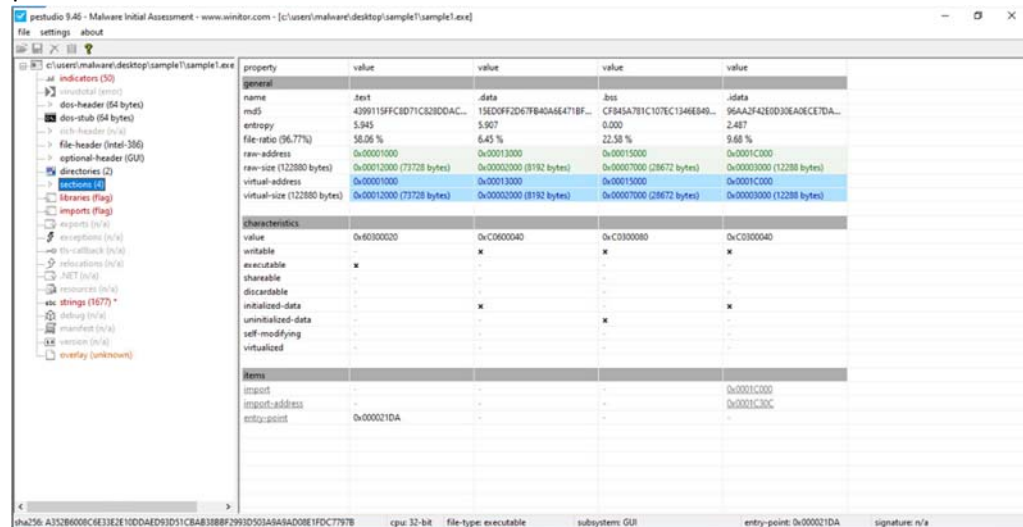 pestudio 9.46 - Malware Initial Assessment - www.winitor.com - [c:\users\malware\desktop\sample1\sample1.exe]
file settings about
c:\users\malware\desktop\sample1\sample1.exe
indicators (50)
virustotal (error)
dos-header (64 bytes)
dos-stub (64 bytes)
rich-header (n/a)
file-header (Intel-386)
optional-header (GUI)
directories (2)
sections (4)
libraries (flag)
imports (flag)
exports (n/a)
exceptions (n/a)
tls-callback (n/a)
relocations (n/a)
.NET (n/a)
resources (n/a)
abc strings (1677) *
debug (n/a)
manifest (n/a)
version (n/a)
overlay (unknown)
property value value value value
general
name .text .data .bss .idata
md5 4399115FFC8D71C828DDAC... 15ED0FF2D67FB40A6E471BF... CF845A781C107EC1346E849... 96AA2F42E0D30EA0ECE7DA...
entropy 5.945 5.907 0.000 2.487
file-ratio (96.77%) 58.06 % 6.45 % 22.58 % 9.68 %
raw-address 0x00001000 0x00013000 0x00015000 0x0001C000
raw-size (122880 bytes) 0x00012000 (73728 bytes) 0x00002000 (8192 bytes) 0x00007000 (28672 bytes) 0x00003000 (12288 bytes)
virtual-address 0x00001000 0x00013000 0x00015000 0x0001C000
virtual-size (122880 bytes) 0x00012000 (73728 bytes) 0x00002000 (8192 bytes) 0x00007000 (28672 bytes) 0x00003000 (12288 bytes)
characteristics
value 0x60300020 0xC0600040 0xC0300080 0xC0300040
writable - x x x
executable x - - -
shareable - - - -
discardable - - - -
initialized-data - x - x
uninitialized-data - - x -
self-modifying - - - -
virtualized - - - -
items
import - - - 0x0001C000
import-address - - - 0x0001C30C
entry-point 0x000021DA - - -
cpu: 32-bit file-type: executable subsystem: GUI entry-point: 0x000021DA signature: n/a